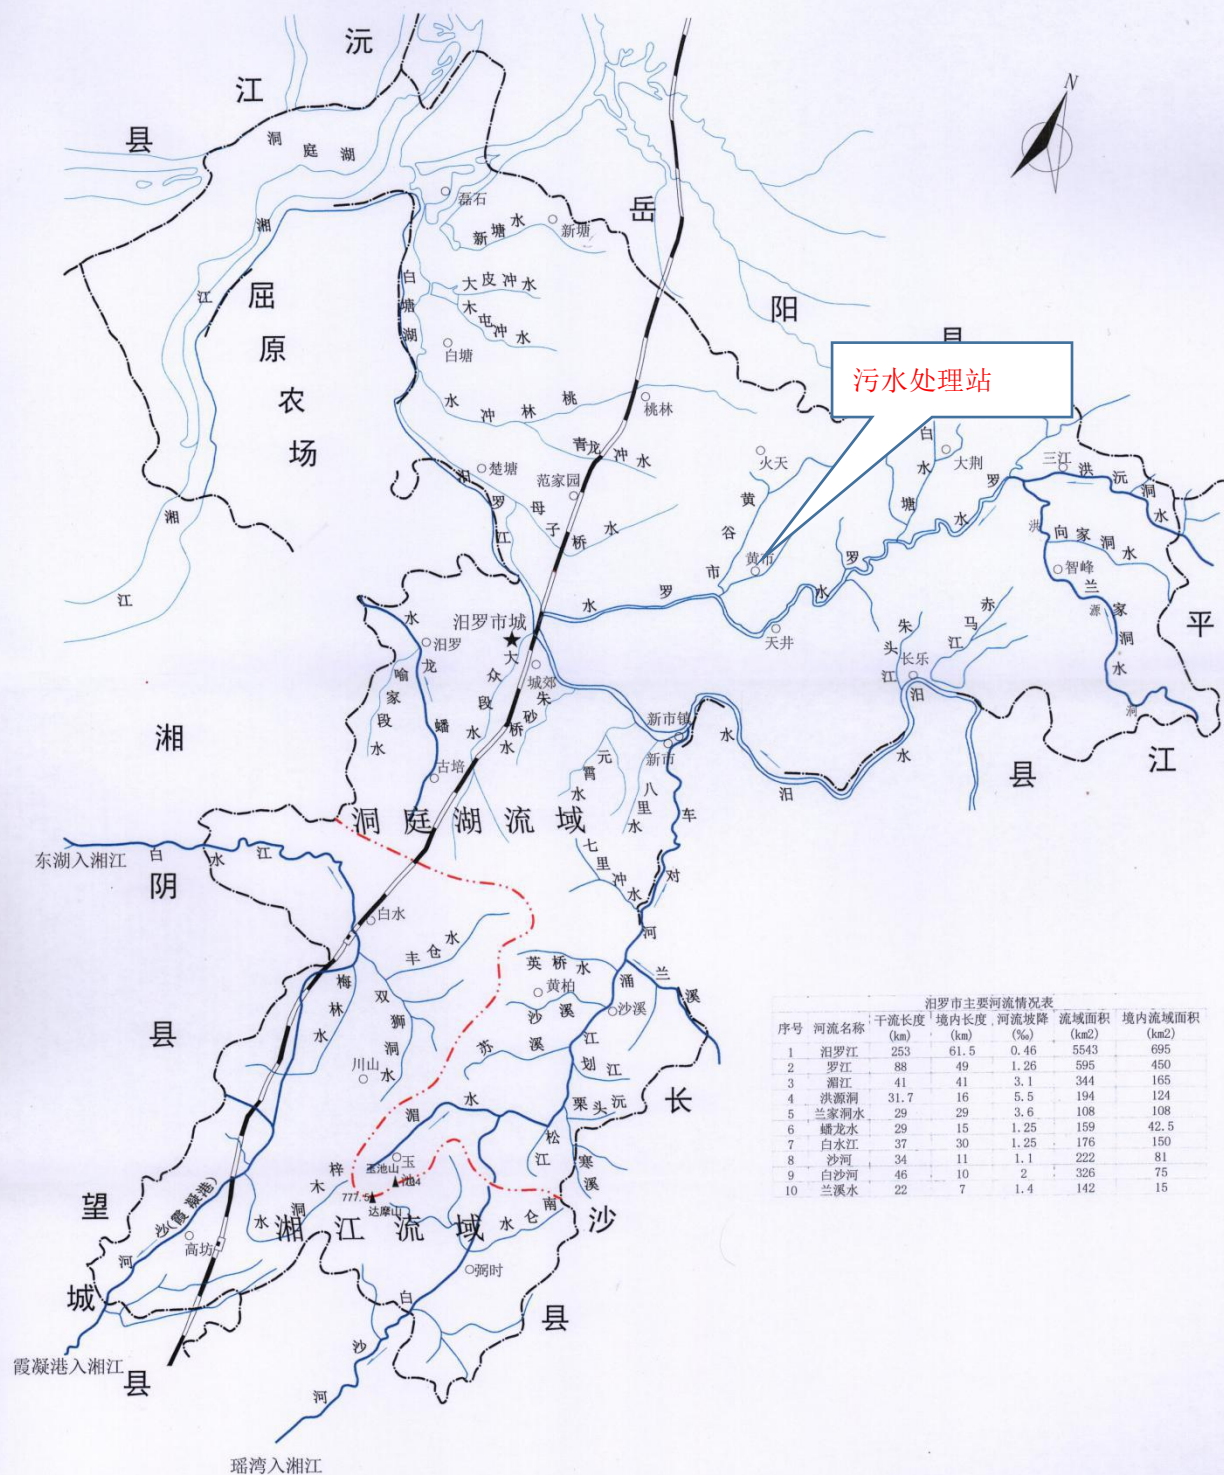 沅
江
县
洞庭湖
磊石
新塘水
新塘
岳
阳
县
湘
江
屈
原
农
场
白塘湖
大皮冲水
木屯冲水
白塘
污水处理站
桃林冲水
桃林
青龙冲水
火天
白塘水
大荆
三江
洪沅洞水
楚塘
范家园
汨罗江
母子桥水
黄谷市
黄市
罗水
罗水
罗水
洪
源
洞
向家洞水
智峰
兰家洞水
平
江
县
湘
江
汨罗市城
汨罗
大众段水
城郊
朱砂桥水
喻家段水
蟠龙水
古培
天井
朱头江
赤马江
长乐
汨水
汨水
新市镇
新市
元霄水
八里水
七里冲水
车对河
湘
阴
县
洞庭湖流域
东湖入湘江
白水江
白水
丰仓水
梅林水
双狮洞水
川山
英桥水
黄柏
沙溪
沙溪
涌江
兰溪
苏溪
划江
栗头沅
松江
寒溪
湄水
玉池
玉池山
777.5
达摩山
梓木洞水
湘江流域
南仑水
长
沙
县
望
城
县
沙河(霞凝港)
高坊
弼时
白沙河
霞凝港入湘江
瑶湾入湘江
N
汨罗市主要河流情况表
序号 河流名称 干流长度(km) 境内长度(km) 河流坡降(‰) 流域面积(km2) 境内流域面积(km2)
1 汨罗江 253 61.5 0.46 5543 695
2 罗江 88 49 1.26 595 450
3 湄江 41 41 3.1 344 165
4 洪源洞 31.7 16 5.5 194 124
5 兰家洞水 29 29 3.6 108 108
6 蟠龙水 29 15 1.25 159 42.5
7 白水江 37 30 1.25 176 150
8 沙河 34 11 1.1 222 81
9 白沙河 46 10 2 326 75
10 兰溪水 22 7 1.4 142 15